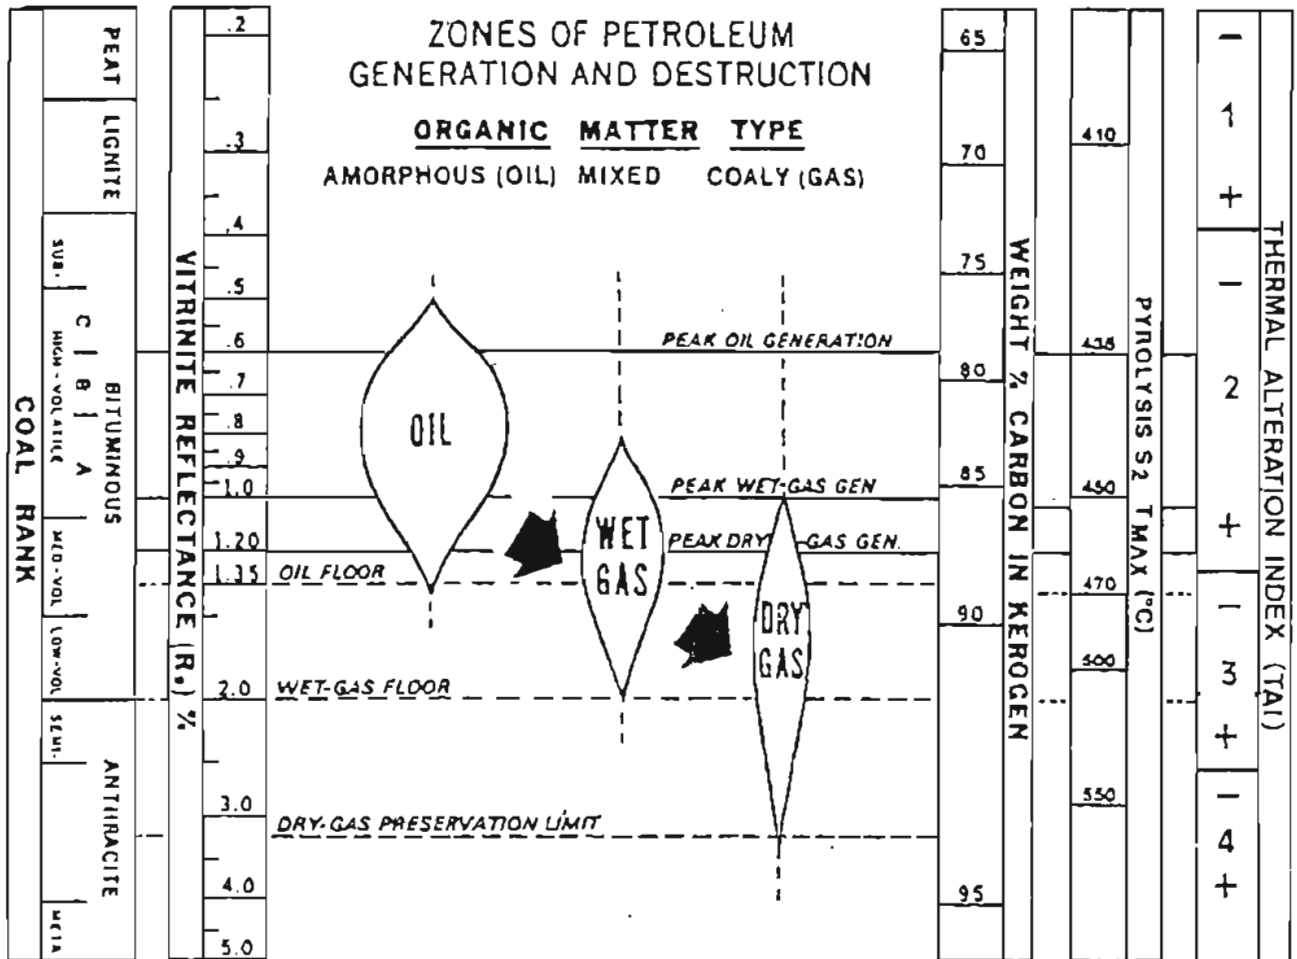 ZONES OF PETROLEUM
GENERATION AND DESTRUCTION
ORGANIC MATTER TYPE
AMORPHOUS (OIL) MIXED COALY (GAS)
COAL RANK
PEAT
LIGNITE
SUB.
HIGH-VOLATILE
C | B | A
BITUMINOUS
MED-VOL
LOW-VOL
SEMI-
ANTHRACITE
META
VITRINITE REFLECTANCE (R₀) %
.2
.3
.4
.5
.6
.7
.8
.9
1.0
1.20
1.35
2.0
3.0
4.0
5.0
PEAK OIL GENERATION
OIL
PEAK WET-GAS GEN
WET
GAS
PEAK DRY-GAS GEN.
OIL FLOOR
DRY
GAS
WET-GAS FLOOR
DRY-GAS PRESERVATION LIMIT
WEIGHT % CARBON IN KEROGEN
65
70
75
80
85
90
95
PYROLYSIS S2 TMAX (°C)
410
435
450
470
500
550
THERMAL ALTERATION INDEX (TAI)
−
1
+
−
2
+
−
3
+
−
4
+